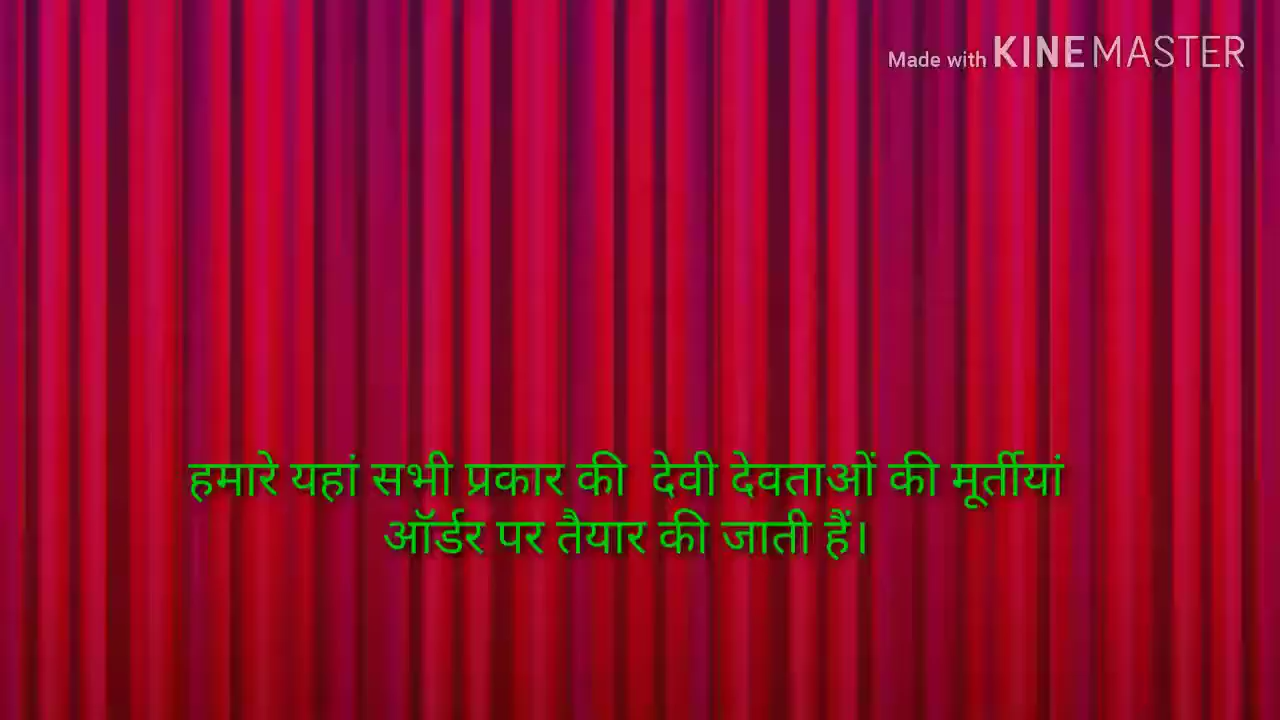 Made with KINEMASTER
हमारे यहां सभी प्रकार की  देवी देवताओं की मूर्तीयां
ऑर्डर पर तैयार की जाती हैं।